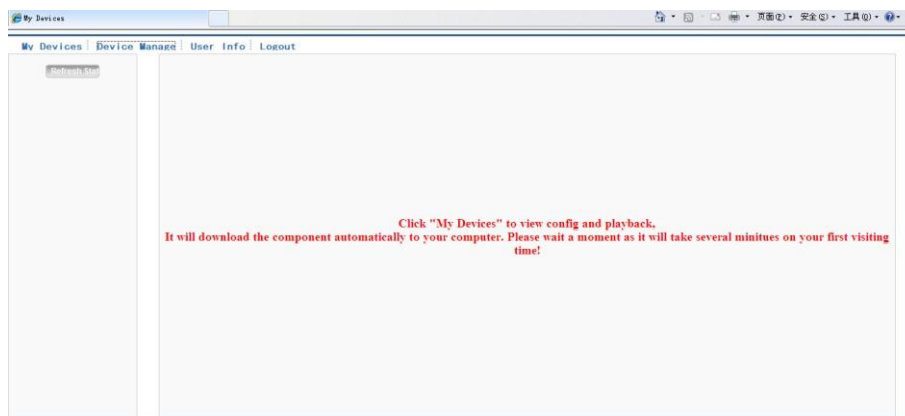 My Devices
页面(P) 安全(S) 工具(O)
My Devices Device Manage User Info Logout
Refresh Stat
Click "My Devices" to view config and playback,
It will download the component automatically to your computer. Please wait a moment as it will take several minitues on your first visiting
time!